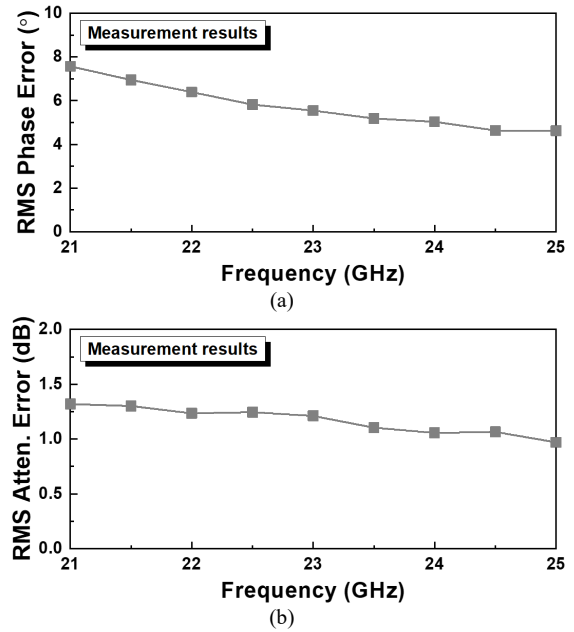 RMS Phase Error (°)
10
8
6
4
2
0
Measurement results
21 22 23 24 25
Frequency (GHz)
(a)
RMS Atten. Error (dB)
2.0
1.5
1.0
0.5
0.0
Measurement results
21 22 23 24 25
Frequency (GHz)
(b)